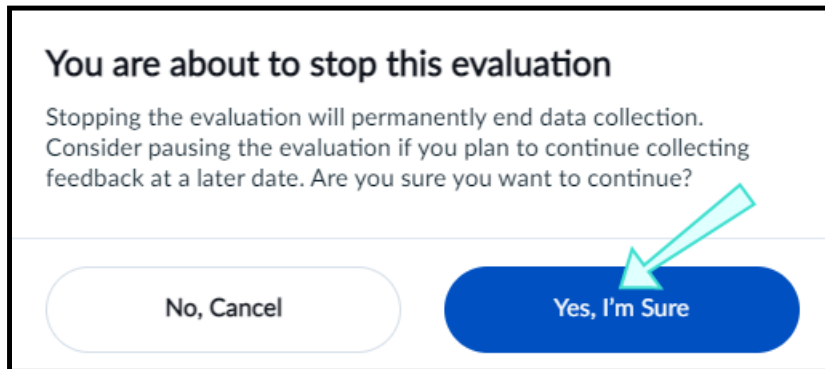 You are about to stop this evaluation
Stopping the evaluation will permanently end data collection.
Consider pausing the evaluation if you plan to continue collecting
feedback at a later date. Are you sure you want to continue?
No, Cancel
Yes, I'm Sure